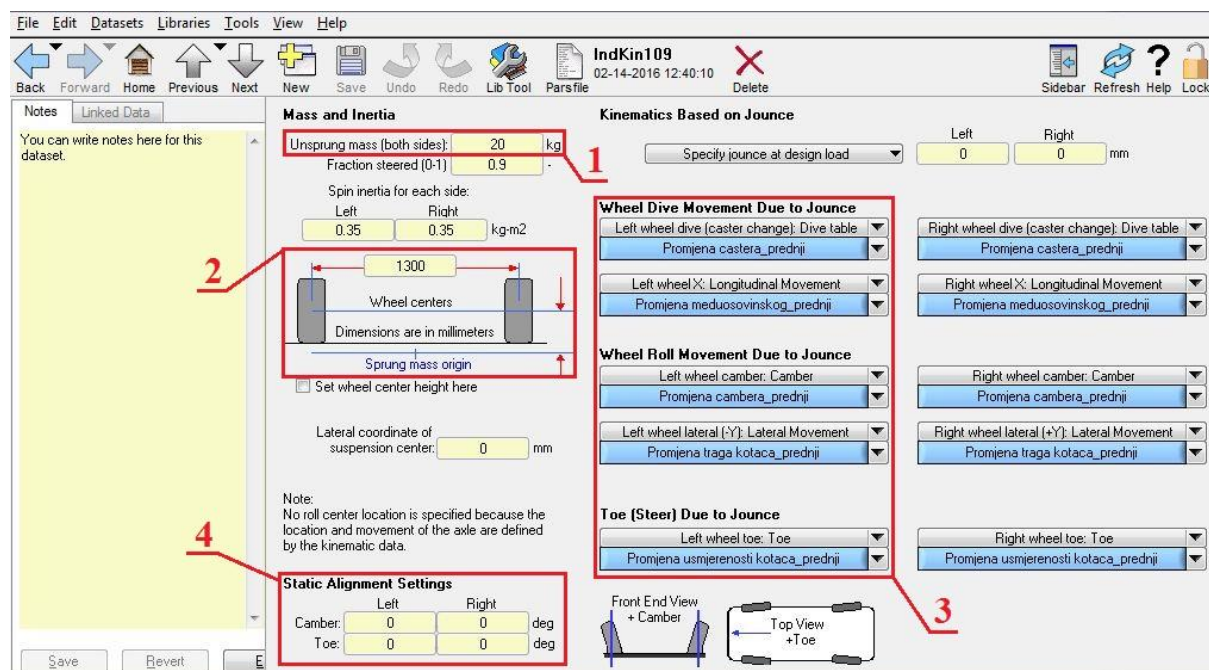 File Edit Datasets Libraries Tools View Help
IndKin109
02-14-2016 12:40:10
Back Forward Home Previous Next New Save Undo Redo Lib Tool Parsfile Delete Sidebar Refresh Help Lock
Notes Linked Data
You can write notes here for this
dataset.
Save Revert E
Mass and Inertia
Unsprung mass (both sides): 20 kg
1
Fraction steered (0-1) 0.9 -
Spin inertia for each side:
Left Right
0.35 0.35 kg-m2
2
1300
Wheel centers
Dimensions are in millimeters
Sprung mass origin
Set wheel center height here
Lateral coordinate of
suspension center: 0 mm
Note:
No roll center location is specified because the
location and movement of the axle are defined
by the kinematic data.
4
Static Alignment Settings
Left Right
Camber: 0 0 deg
Toe: 0 0 deg
Kinematics Based on Jounce
Left Right
Specify jounce at design load 0 0 mm
Wheel Dive Movement Due to Jounce
Left wheel dive (caster change): Dive table Right wheel dive (caster change): Dive table
Promjena castera_prednji Promjena castera_prednji
Left wheel X: Longitudinal Movement Right wheel X: Longitudinal Movement
Promjena meduosovinskog_prednji Promjena meduosovinskog_prednji
Wheel Roll Movement Due to Jounce
Left wheel camber: Camber Right wheel camber: Camber
Promjena cambera_prednji Promjena cambera_prednji
Left wheel lateral (-Y): Lateral Movement Right wheel lateral (+Y): Lateral Movement
Promjena traga kotaca_prednji Promjena traga kotaca_prednji
Toe (Steer) Due to Jounce
Left wheel toe: Toe Right wheel toe: Toe
Promjena usmjerenosti kotaca_prednji Promjena usmjerenosti kotaca_prednji
3
Front End View
+ Camber
Top View
+Toe